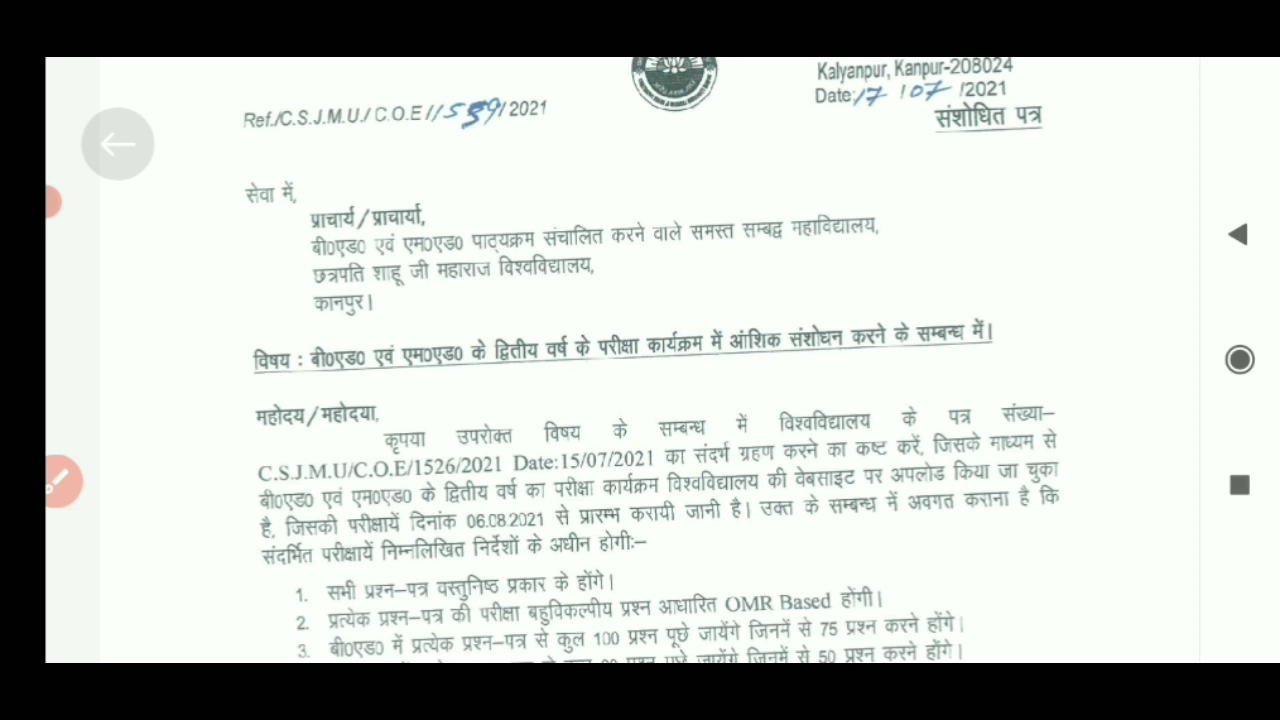 Kalyanpur, Kanpur-208024
Ref./C.S.J.M.U./ C.O.E//1559/2021
Date:17/07/2021
संशोधित पत्र
सेवा में,
प्राचार्य/प्राचार्या,
बी0एड0 एवं एम0एड0 पाठ्यक्रम संचालित करने वाले समस्त सम्बद्व महाविद्यालय,
छत्रपति शाहू जी महाराज विश्वविद्यालय,
कानपुर।
विषय : बी0एड0 एवं एम0एड0 के द्वितीय वर्ष के परीक्षा कार्यक्रम में आंशिक संशोधन करने के सम्बन्ध में।
महोदय/महोदया,
कृपया उपरोक्त विषय के सम्बन्ध में विश्वविद्यालय के पत्र संख्या–
C.S.J.M.U/C.O.E/1526/2021 Date:15/07/2021 का संदर्भ ग्रहण करने का कष्ट करें, जिसके माध्यम से
बी0एड0 एवं एम0एड0 के द्वितीय वर्ष का परीक्षा कार्यक्रम विश्वविद्यालय की वेबसाइट पर अपलोड किया जा चुका
है, जिसकी परीक्षायें दिनांक 06.08.2021 से प्रारम्भ करायी जानी है। उक्त के सम्बन्ध में अवगत कराना है कि
संदर्भित परीक्षायें निम्नलिखित निर्देशों के अधीन होगी:–
1. सभी प्रश्न–पत्र वस्तुनिष्ठ प्रकार के होंगे।
2. प्रत्येक प्रश्न–पत्र की परीक्षा बहुविकल्पीय प्रश्न आधारित OMR Based होंगी।
3. बी0एड0 में प्रत्येक प्रश्न–पत्र से कुल 100 प्रश्न पूछे जायेंगे जिनमें से 75 प्रश्न करने होंगे।
प्रश्न पूछे जायेंगे जिनमें से 50 प्रश्न करने होंगे।